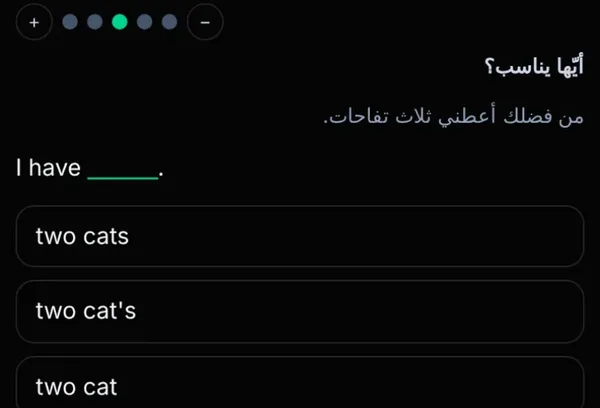 + −
أيّها يناسب؟
من فضلك أعطني ثلاث تفاحات.
I have ______.
two cats
two cat's
two cat